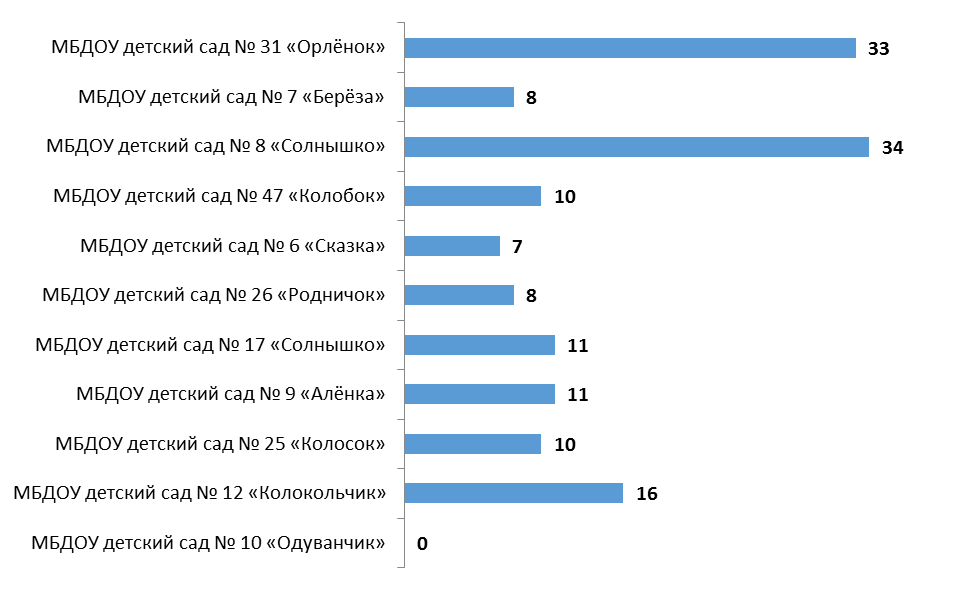 МБДОУ детский сад № 31 «Орлёнок» 33
МБДОУ детский сад № 7 «Берёза» 8
МБДОУ детский сад № 8 «Солнышко» 34
МБДОУ детский сад № 47 «Колобок» 10
МБДОУ детский сад № 6 «Сказка» 7
МБДОУ детский сад № 26 «Родничок» 8
МБДОУ детский сад № 17 «Солнышко» 11
МБДОУ детский сад № 9 «Алёнка» 11
МБДОУ детский сад № 25 «Колосок» 10
МБДОУ детский сад № 12 «Колокольчик» 16
МБДОУ детский сад № 10 «Одуванчик» 0